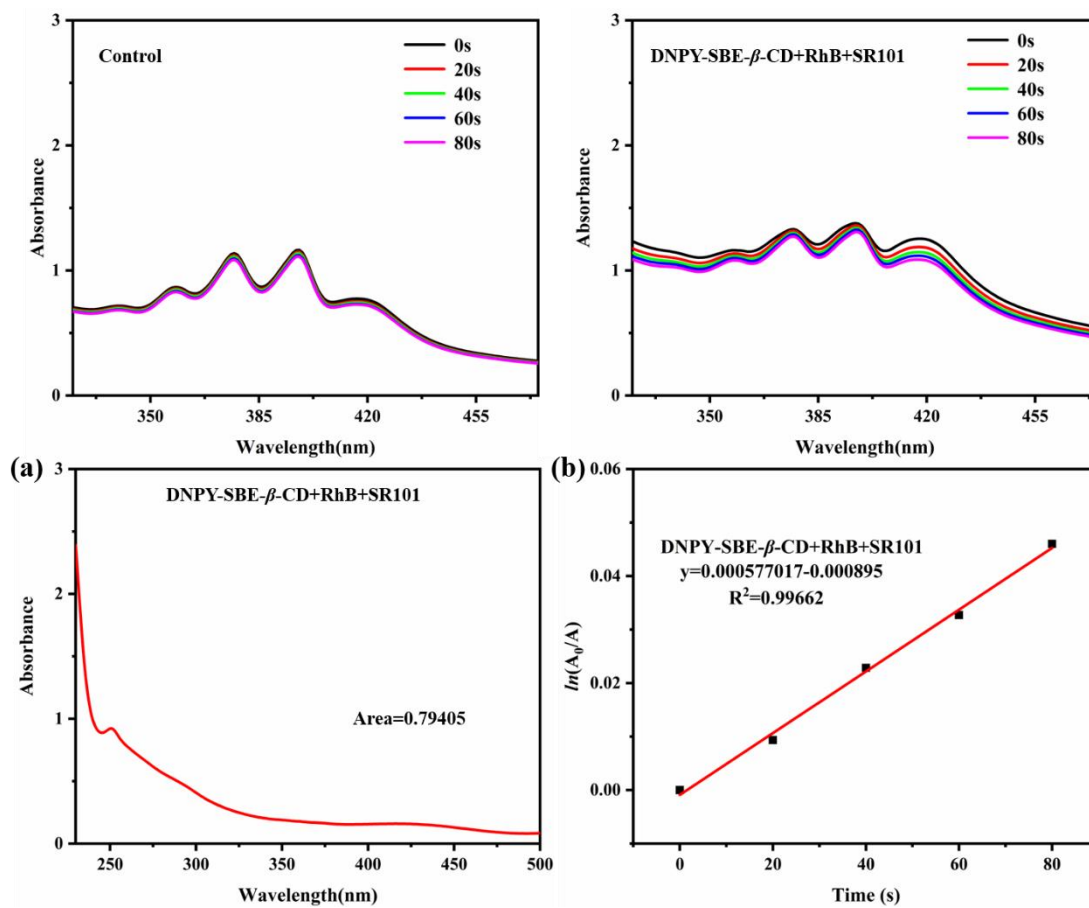 3
2
1
0
Absorbance
Control
0s
20s
40s
60s
80s
350
385
420
455
Wavelength(nm)
3
2
1
0
Absorbance
DNPY-SBE-β-CD+RhB+SR101
0s
20s
40s
60s
80s
350
385
420
455
Wavelength(nm)
(a)
3
2
1
0
Absorbance
DNPY-SBE-β-CD+RhB+SR101
Area=0.79405
250
300
350
400
450
500
Wavelength(nm)
(b)
0.06
0.04
0.02
0.00
ln(A0/A)
DNPY-SBE-β-CD+RhB+SR101
y=0.000577017-0.000895
R²=0.99662
0
20
40
60
80
Time (s)